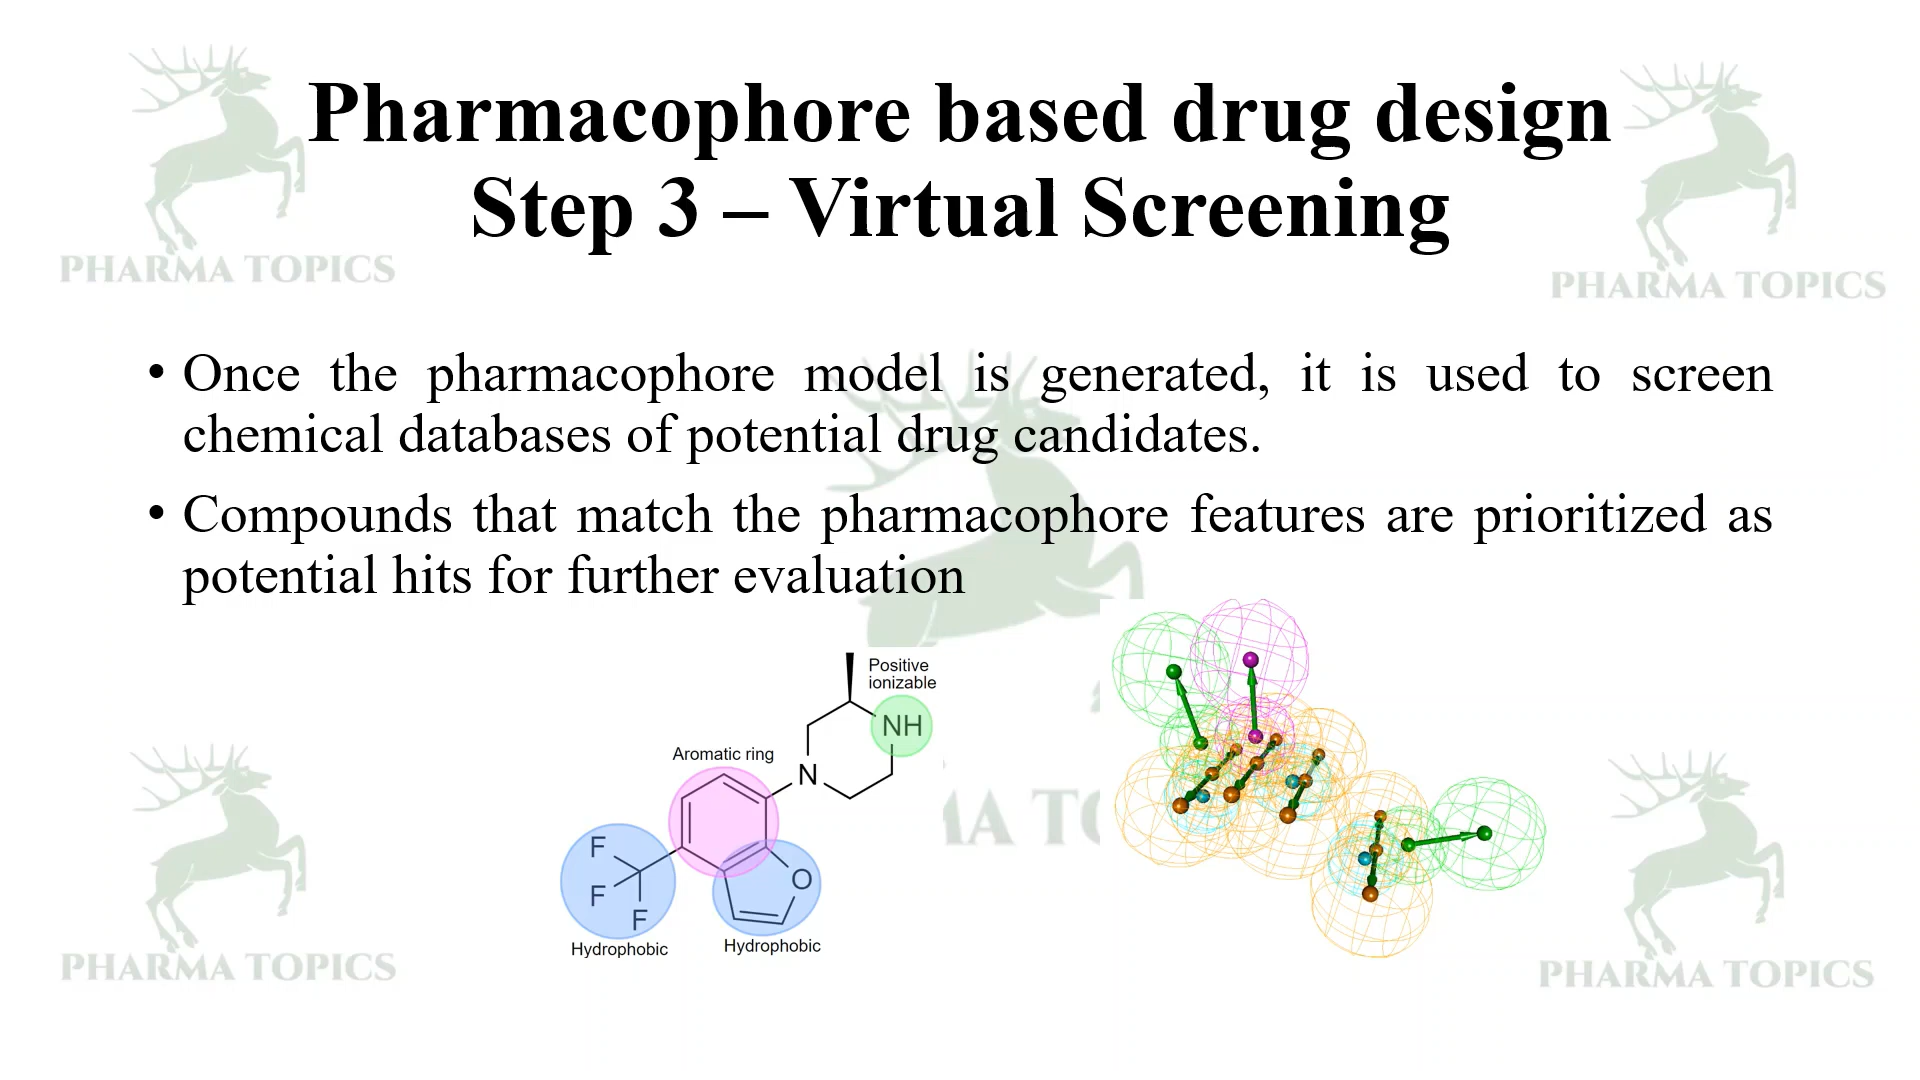 Pharmacophore based drug design
Step 3 – Virtual Screening
PHARMA TOPICS
PHARMA TOPICS
• Once the pharmacophore model is generated, it is used to screen
chemical databases of potential drug candidates.
• Compounds that match the pharmacophore features are prioritized as
potential hits for further evaluation
Positive
ionizable
NH
Aromatic ring
N
F
F
F
O
Hydrophobic
Hydrophobic
MA TO
PHARMA TOPICS
PHARMA TOPICS